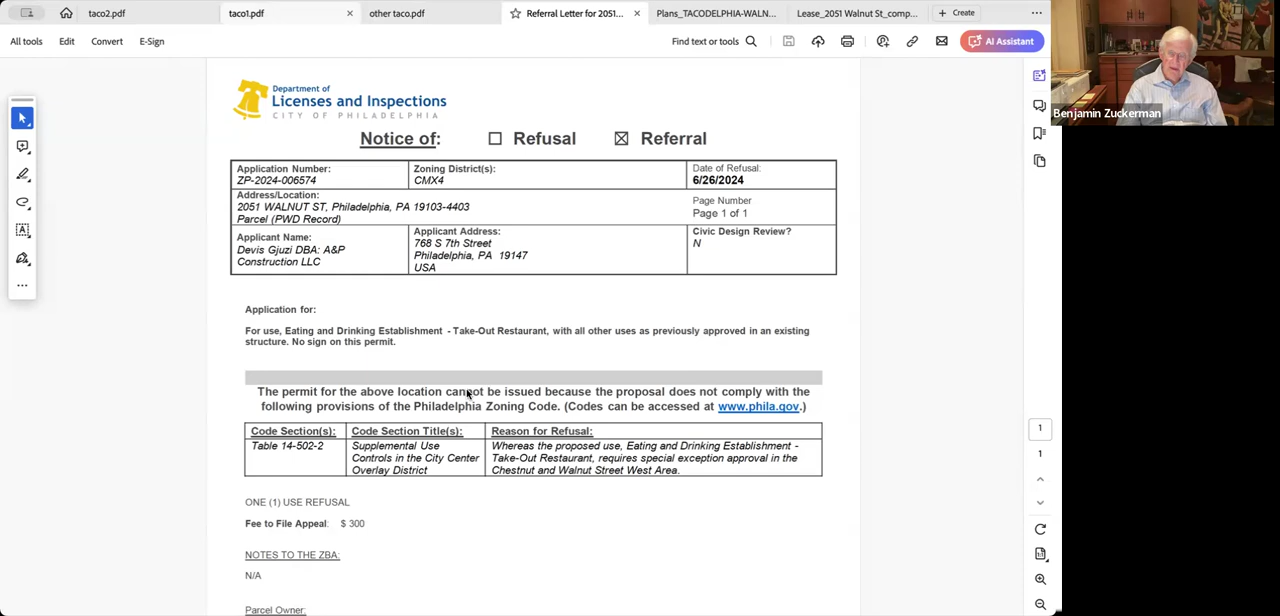 taco2.pdf
taco1.pdf
other taco.pdf
Referral Letter for 2051...
Plans_TACODELPHIA-WALN...
Lease_2051 Walnut St_comp...
Create
All tools
Edit
Convert
E-Sign
Find text or tools
AI Assistant
Benjamin Zuckerman
Department of
Licenses and Inspections
CITY OF PHILADELPHIA
Notice of: Refusal Referral
Application Number:
ZP-2024-006574
Zoning District(s):
CMX4
Date of Refusal:
6/26/2024
Address/Location:
2051 WALNUT ST, Philadelphia, PA 19103-4403
Parcel (PWD Record)
Page Number
Page 1 of 1
Applicant Name:
Devis Gjuzi DBA: A&P
Construction LLC
Applicant Address:
768 S 7th Street
Philadelphia, PA 19147
USA
Civic Design Review?
N
Application for:
For use, Eating and Drinking Establishment - Take-Out Restaurant, with all other uses as previously approved in an existing
structure. No sign on this permit.
The permit for the above location cannot be issued because the proposal does not comply with the
following provisions of the Philadelphia Zoning Code. (Codes can be accessed at www.phila.gov.)
Code Section(s):
Code Section Title(s):
Reason for Refusal:
Table 14-502-2
Supplemental Use
Controls in the City Center
Overlay District
Whereas the proposed use, Eating and Drinking Establishment -
Take-Out Restaurant, requires special exception approval in the
Chestnut and Walnut Street West Area.
ONE (1) USE REFUSAL
Fee to File Appeal: $ 300
NOTES TO THE ZBA:
N/A
Parcel Owner:
1
1